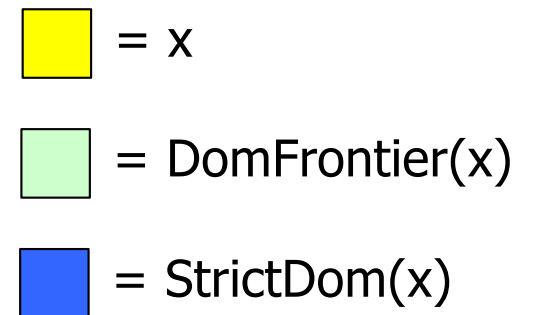 = x
= DomFrontier(x)
= StrictDom(x)